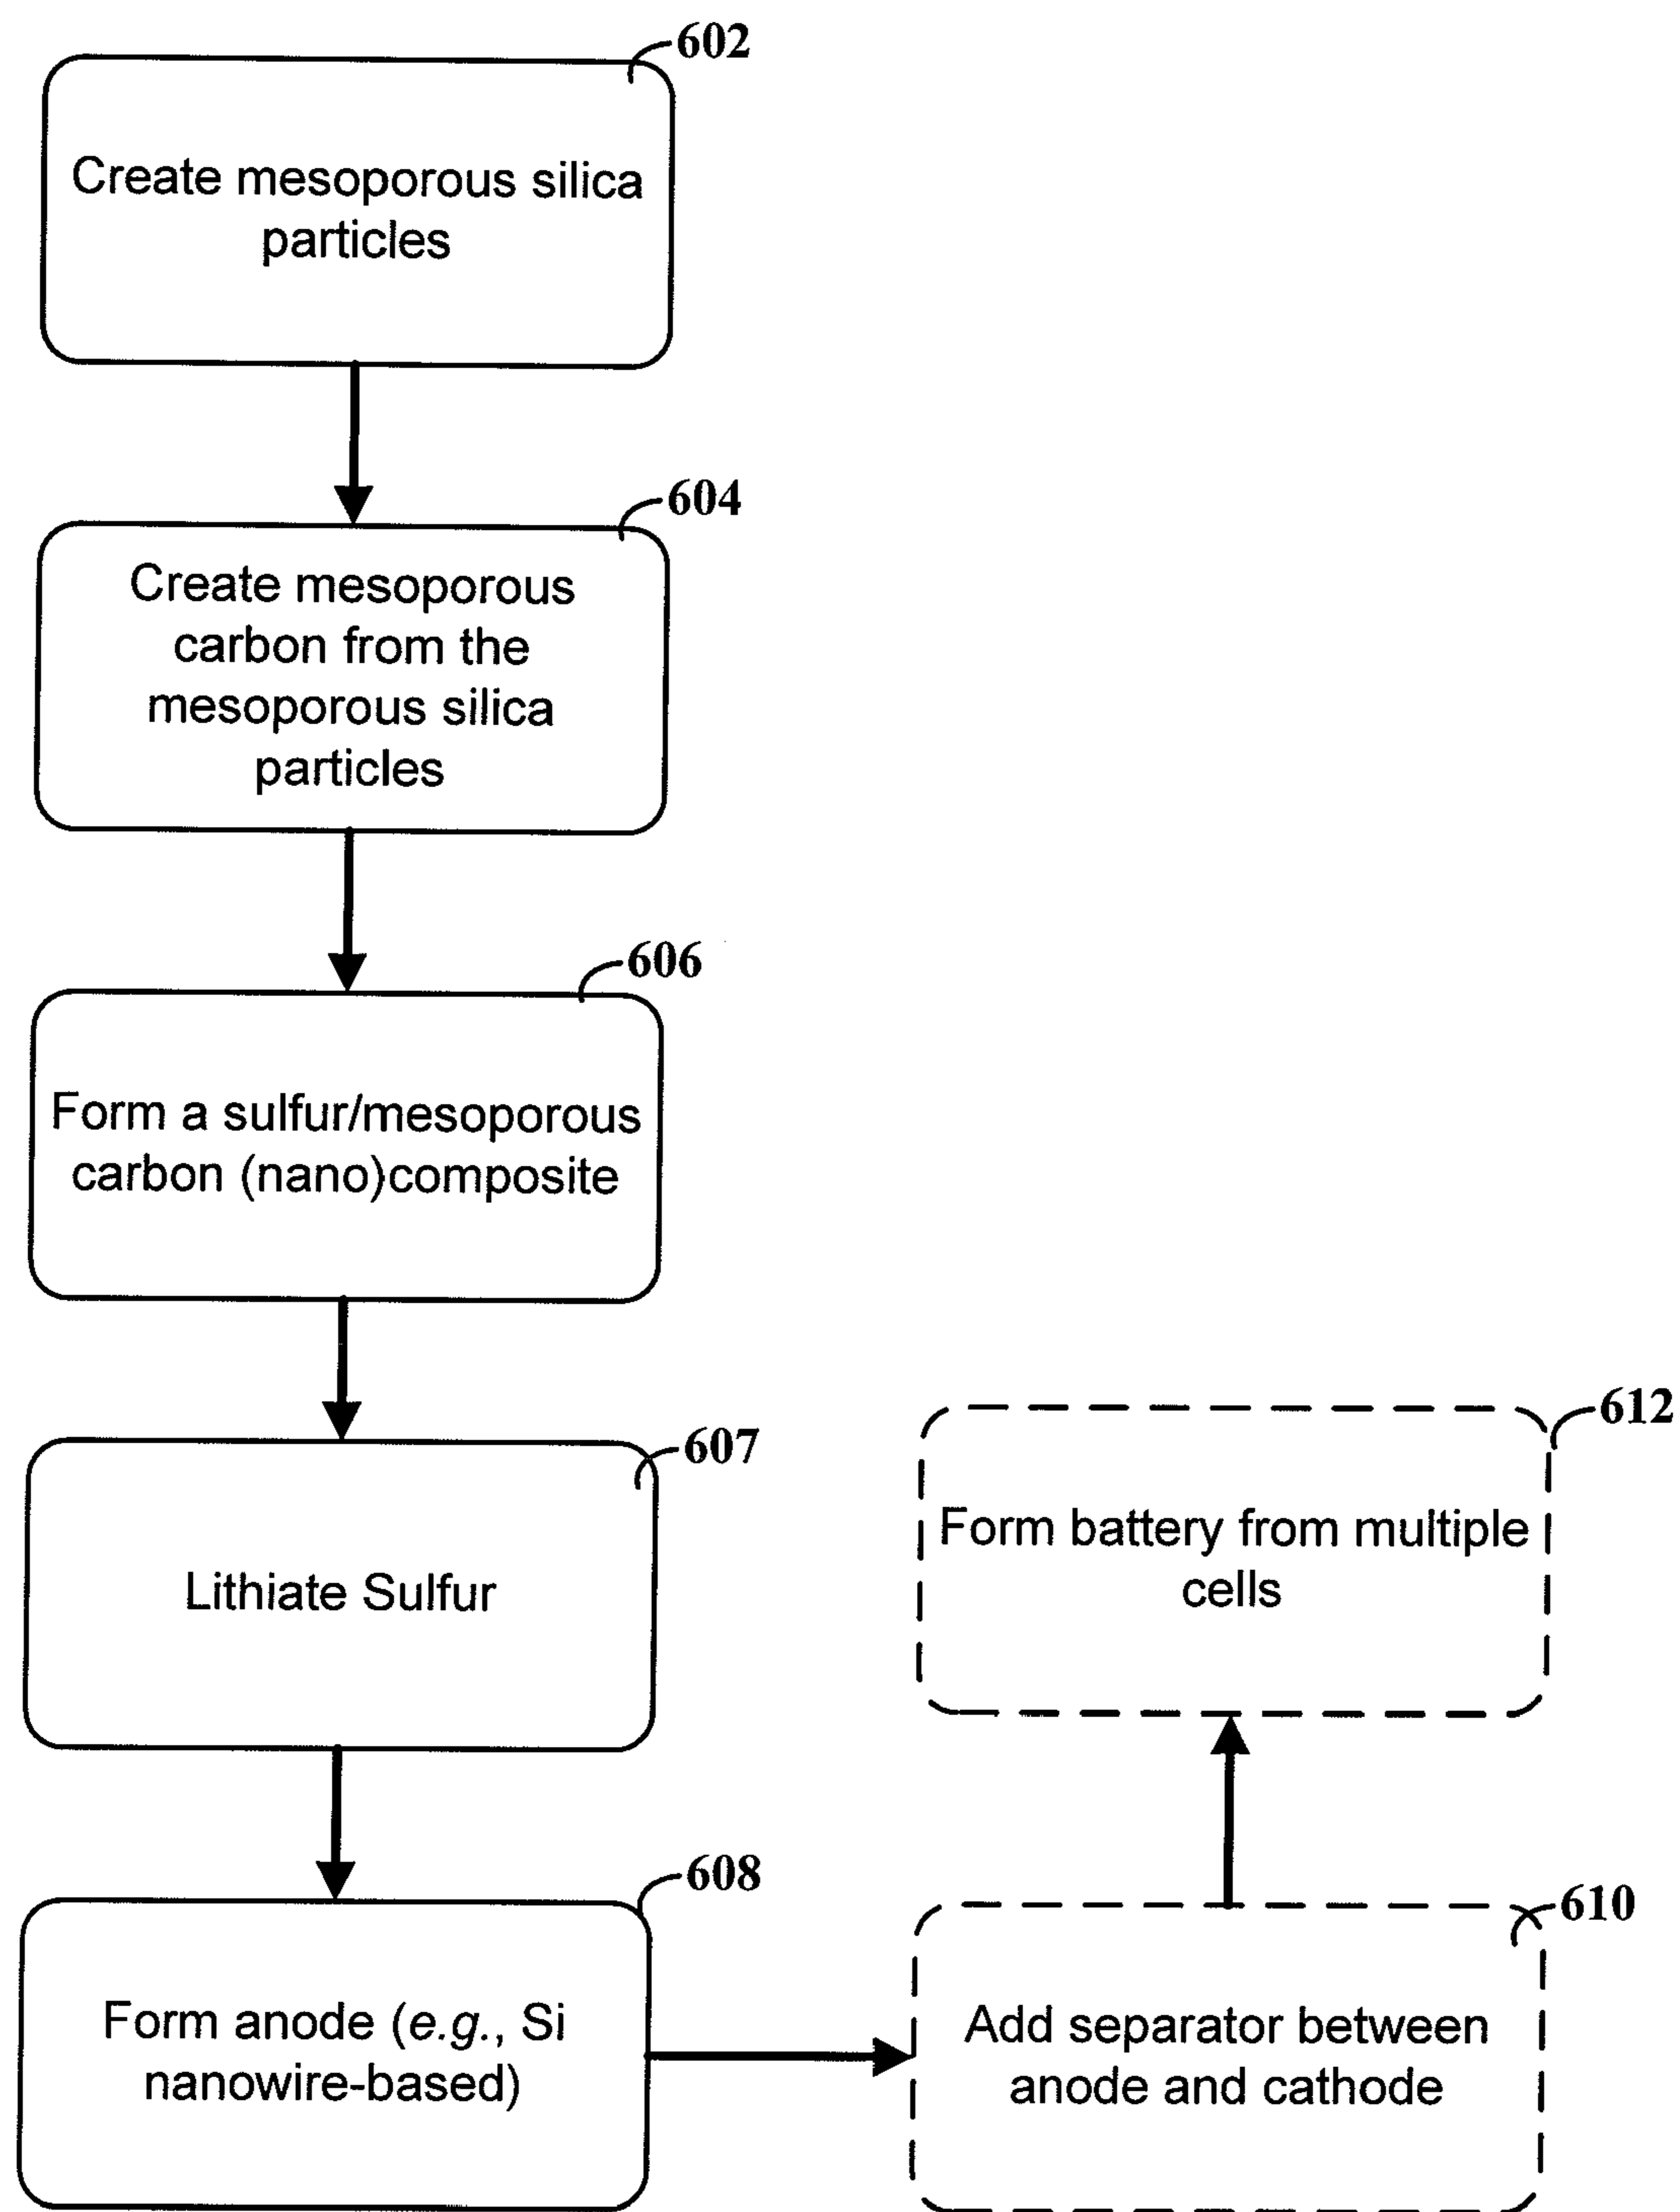 602
Create mesoporous silica
particles
604
Create mesoporous
carbon from the
mesoporous silica
particles
606
Form a sulfur/mesoporous
carbon (nano)composite
607
Lithiate Sulfur
608
Form anode (e.g., Si
nanowire-based)
610
Add separator between
anode and cathode
612
Form battery from multiple
cells